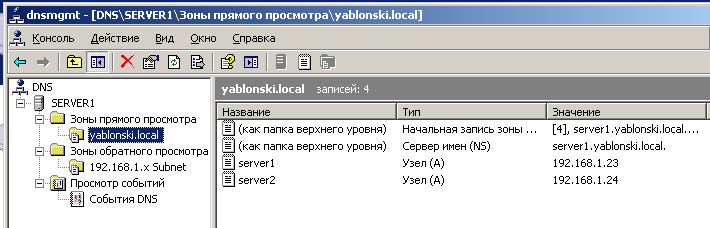 dnsmgmt - [DNS\SERVER1\Зоны прямого просмотра\yablonski.local]
Консоль Действие Вид Окно Справка
DNS
SERVER1
Зоны прямого просмотра
yablonski.local
Зоны обратного просмотра
192.168.1.x Subnet
Просмотр событий
События DNS
yablonski.local записей: 4
Название Тип Значение
(как папка верхнего уровня) Начальная запись зоны ... [4], server1.yablonski.local....
(как папка верхнего уровня) Сервер имен (NS) server1.yablonski.local.
server1 Узел (A) 192.168.1.23
server2 Узел (A) 192.168.1.24